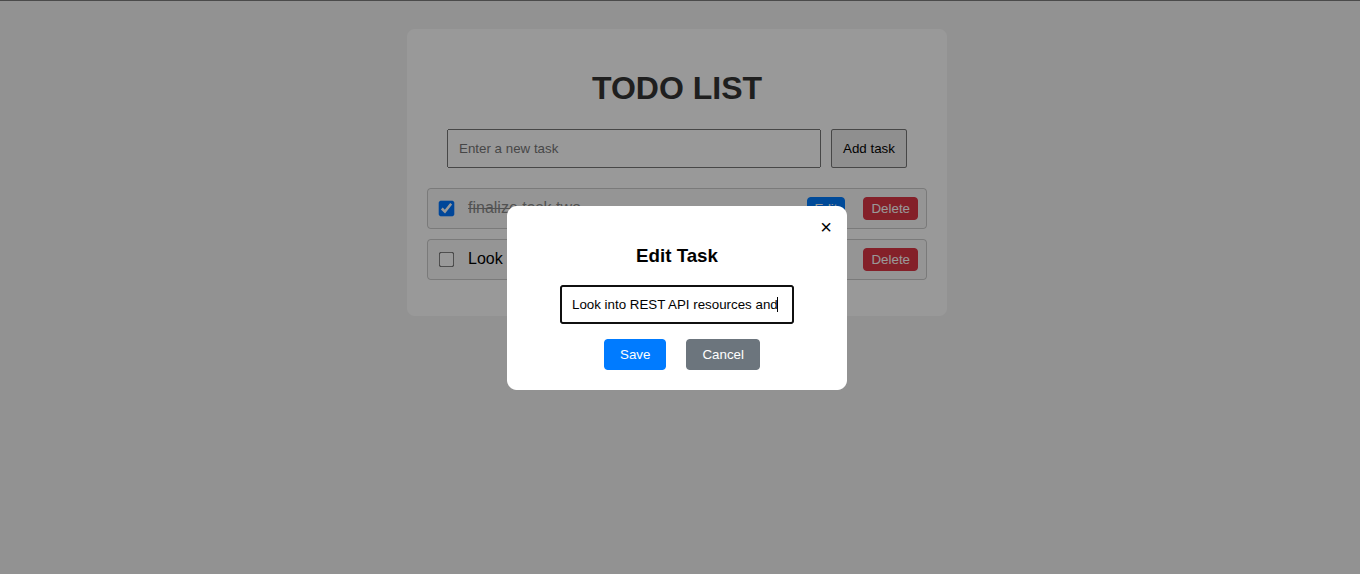 TODO LIST
Enter a new task
Add task
finalize task two
Edit
Delete
Look
Delete
×
Edit Task
Look into REST API resources and
Save
Cancel